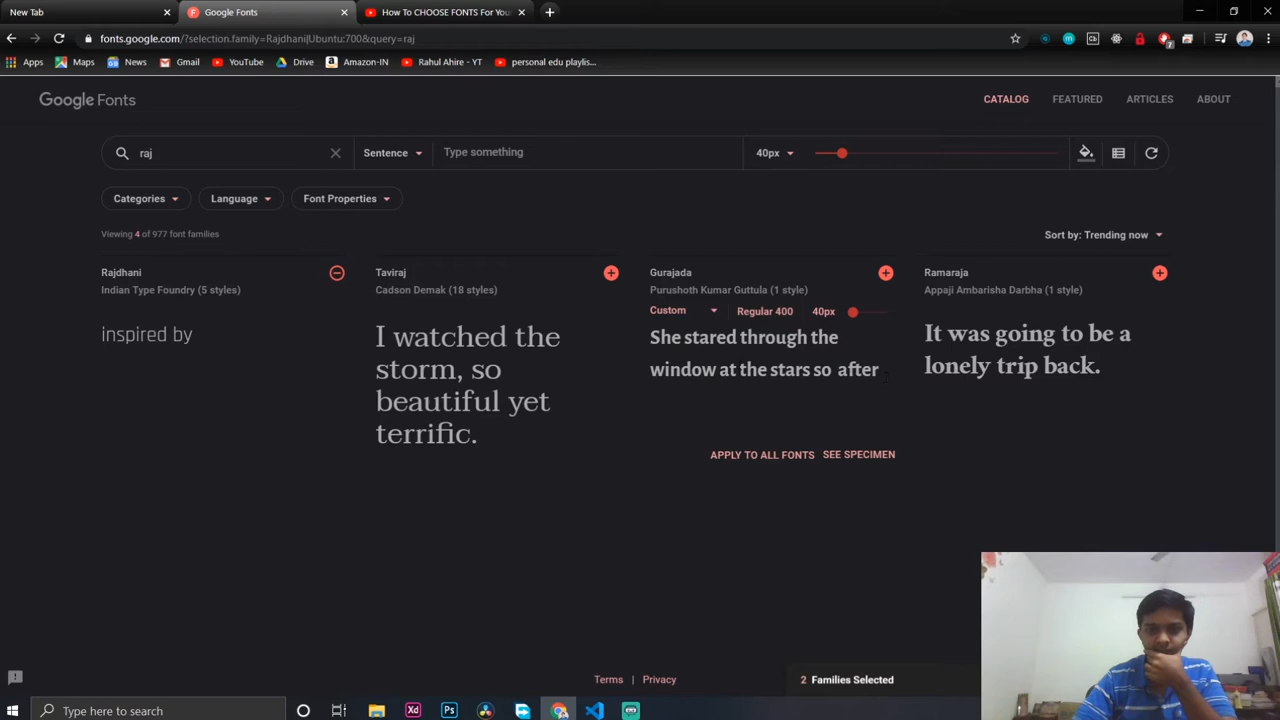 New Tab
Google Fonts
How To CHOOSE FONTS For You
fonts.google.com/?selection.family=Rajdhani|Ubuntu:700&query=raj
7
Apps
Maps
News
Gmail
YouTube
Drive
Amazon-IN
Rahul Ahire - YT
personal edu playlis...
Google Fonts
CATALOG
FEATURED
ARTICLES
ABOUT
raj
Sentence
Type something
40px
Categories
Language
Font Properties
Viewing 4 of 977 font families
Sort by: Trending now
Rajdhani
Indian Type Foundry (5 styles)
inspired by
Taviraj
Cadson Demak (18 styles)
I watched the
storm, so
beautiful yet
terrific.
Gurajada
Purushoth Kumar Guttula (1 style)
Custom
Regular 400
40px
She stared through the
window at the stars so after
APPLY TO ALL FONTS
SEE SPECIMEN
Ramaraja
Appaji Ambarisha Darbha (1 style)
It was going to be a
lonely trip back.
Terms | Privacy
2 Families Selected
Type here to search
Xd
Ps